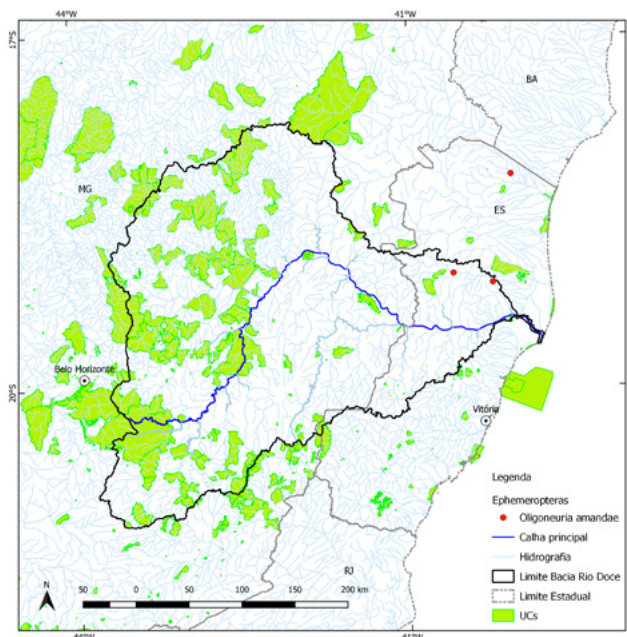 44°W 41°W
17°S
BA
MG
ES
Belo Horizonte
20°S
Vitória
Legenda
Ephemeropteras
Oligoneuria amandae
Calha principal
Hidrografia
Limite Bacia Rio Doce
Limite Estadual
UCs
RJ
N
50 0 50 100 150 200 km